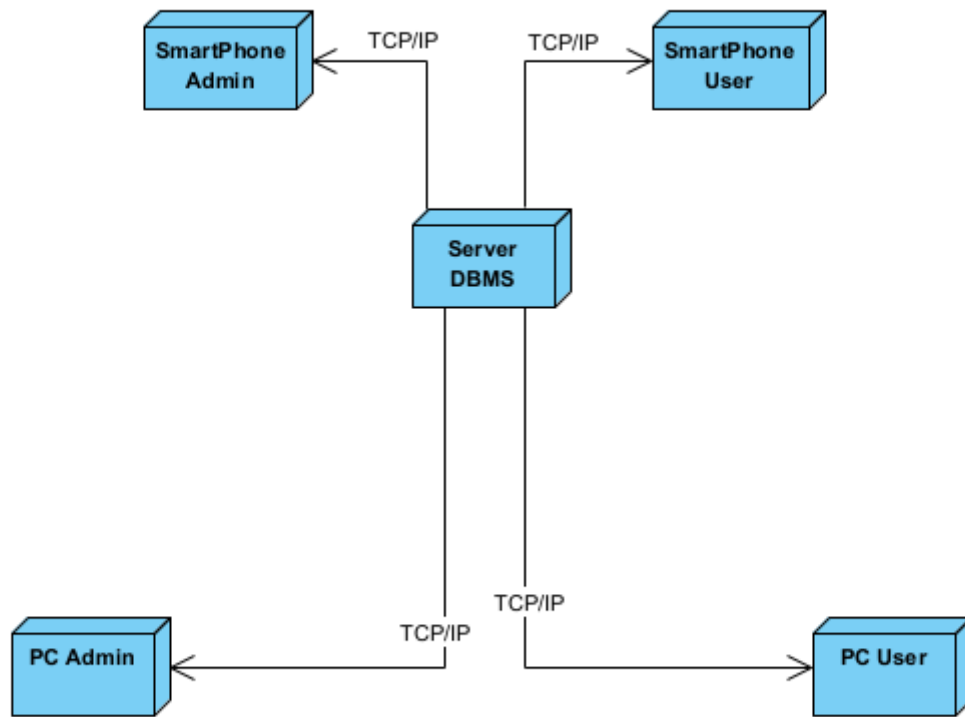 TCP/IP
TCP/IP
SmartPhone
Admin
SmartPhone
User
Server
DBMS
TCP/IP
TCP/IP
PC Admin
PC User